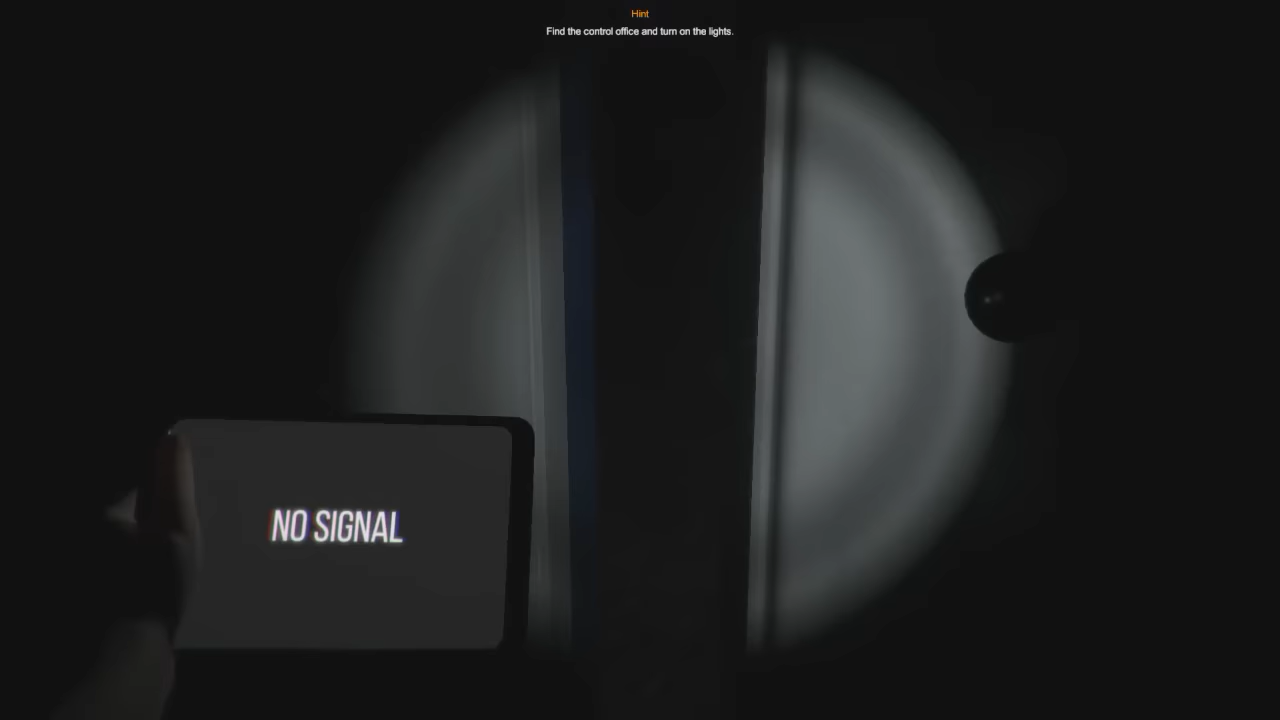 Hint
Find the control office and turn on the lights.
NO SIGNAL